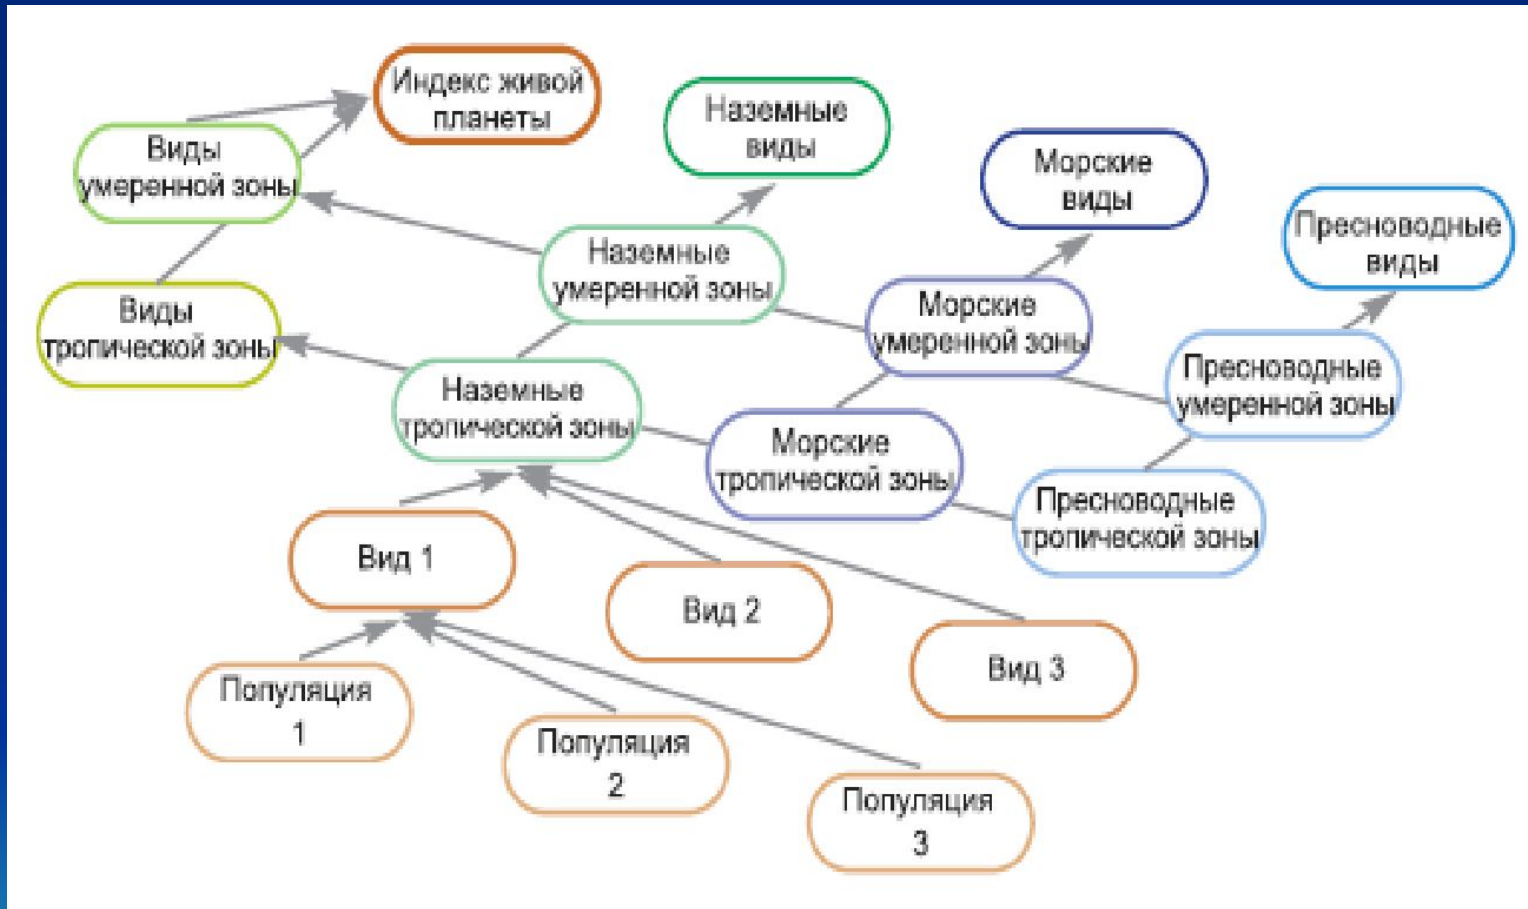 Индекс живой
планеты
Наземные
виды
Виды
умеренной зоны
Морские
виды
Пресноводные
виды
Наземные
умеренной зоны
Виды
тропической зоны
Морские
умеренной зоны
Пресноводные
умеренной зоны
Наземные
тропической зоны
Морские
тропической зоны
Пресноводные
тропической зоны
Вид 1
Вид 2
Вид 3
Популяция
1
Популяция
2
Популяция
3